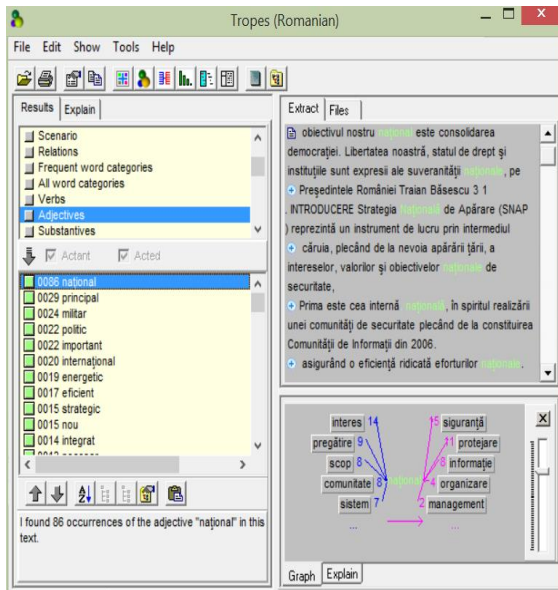 Tropes (Romanian)
File Edit Show Tools Help
Results Explain
Scenario
Relations
Frequent word categories
All word categories
Verbs
Adjectives
Substantives
Actant Acted
0086 național
0029 principal
0024 militar
0022 politic
0022 important
0020 internațional
0019 energetic
0017 eficient
0015 strategic
0015 nou
0014 integrat
I found 86 occurrences of the adjective "național" in this
text.
Extract Files
obiectivul nostru național este consolidarea
democrației. Libertatea noastră, statul de drept și
instituțiile sunt expresii ale suveranității naționale, pe
Președintele României Traian Băsescu 3 1
. INTRODUCERE Strategia Națională de Apărare (SNAP
) reprezintă un instrument de lucru prin intermediul
căruia, plecând de la nevoia apărării țării, a
intereselor, valorilor și obiectivelor naționale de
securitate,
Prima este cea internă națională, în spiritul realizării
unei comunități de securitate plecând de la constituirea
Comunității de Informații din 2006.
asigurând o eficiență ridicată eforturilor naționale.
interes 14 15 siguranță
pregătire 9 11 protejare
scop 8 8 informație
comunitate 8 național 4 organizare
sistem 7 2 management
... ...
Graph Explain